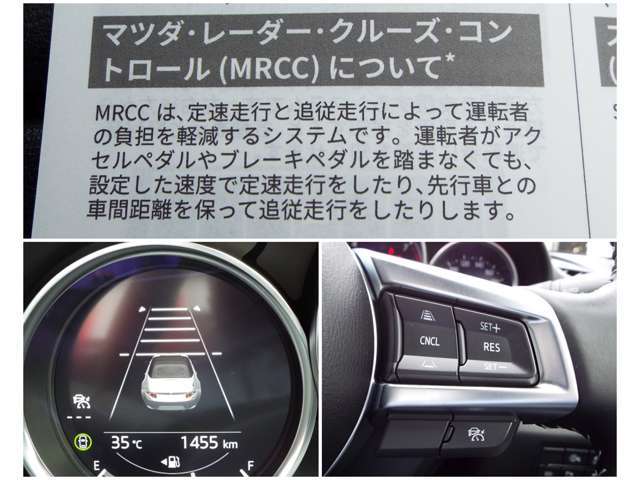 マツダ・レーダー・クルーズ・コン
トロール (MRCC) について*
MRCC は、定速走行と追従走行によって運転者
の負担を軽減するシステムです。運転者がアク
セルペダルやブレーキペダルを踏まなくても、
設定した速度で定速走行をしたり、先行車との
車間距離を保って追従走行をしたりします。
---
35 ℃ 1455 km
E F
SET+
CNCL RES
SET−